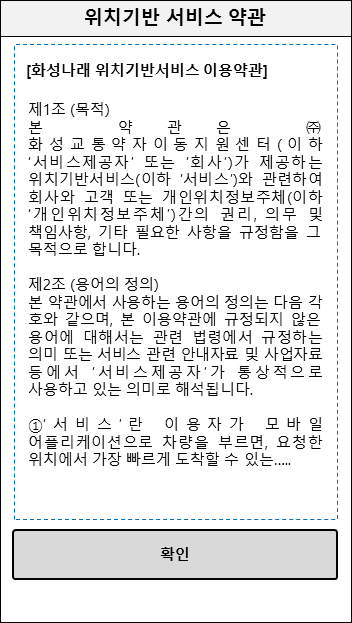 위치기반 서비스 약관
[화성나래 위치기반서비스 이용약관]
제1조 (목적)
본 약관은 ㈜
화성교통약자이동지원센터(이하
‘서비스제공자’ 또는 ‘회사’)가 제공하는
위치기반서비스(이하 ‘서비스’)와 관련하여
회사와 고객 또는 개인위치정보주체(이하
‘개인위치정보주체’)간의 권리, 의무 및
책임사항, 기타 필요한 사항을 규정함을 그
목적으로 합니다.
제2조 (용어의 정의)
본 약관에서 사용하는 용어의 정의는 다음 각
호와 같으며, 본 이용약관에 규정되지 않은
용어에 대해서는 관련 법령에서 규정하는
의미 또는 서비스 관련 안내자료 및 사업자료
등에서 ‘서비스제공자’가 통상적으로
사용하고 있는 의미로 해석됩니다.
①‘서비스’란 이용자가 모바일
어플리케이션으로 차량을 부르면, 요청한
위치에서 가장 빠르게 도착할 수 있는.....
확인